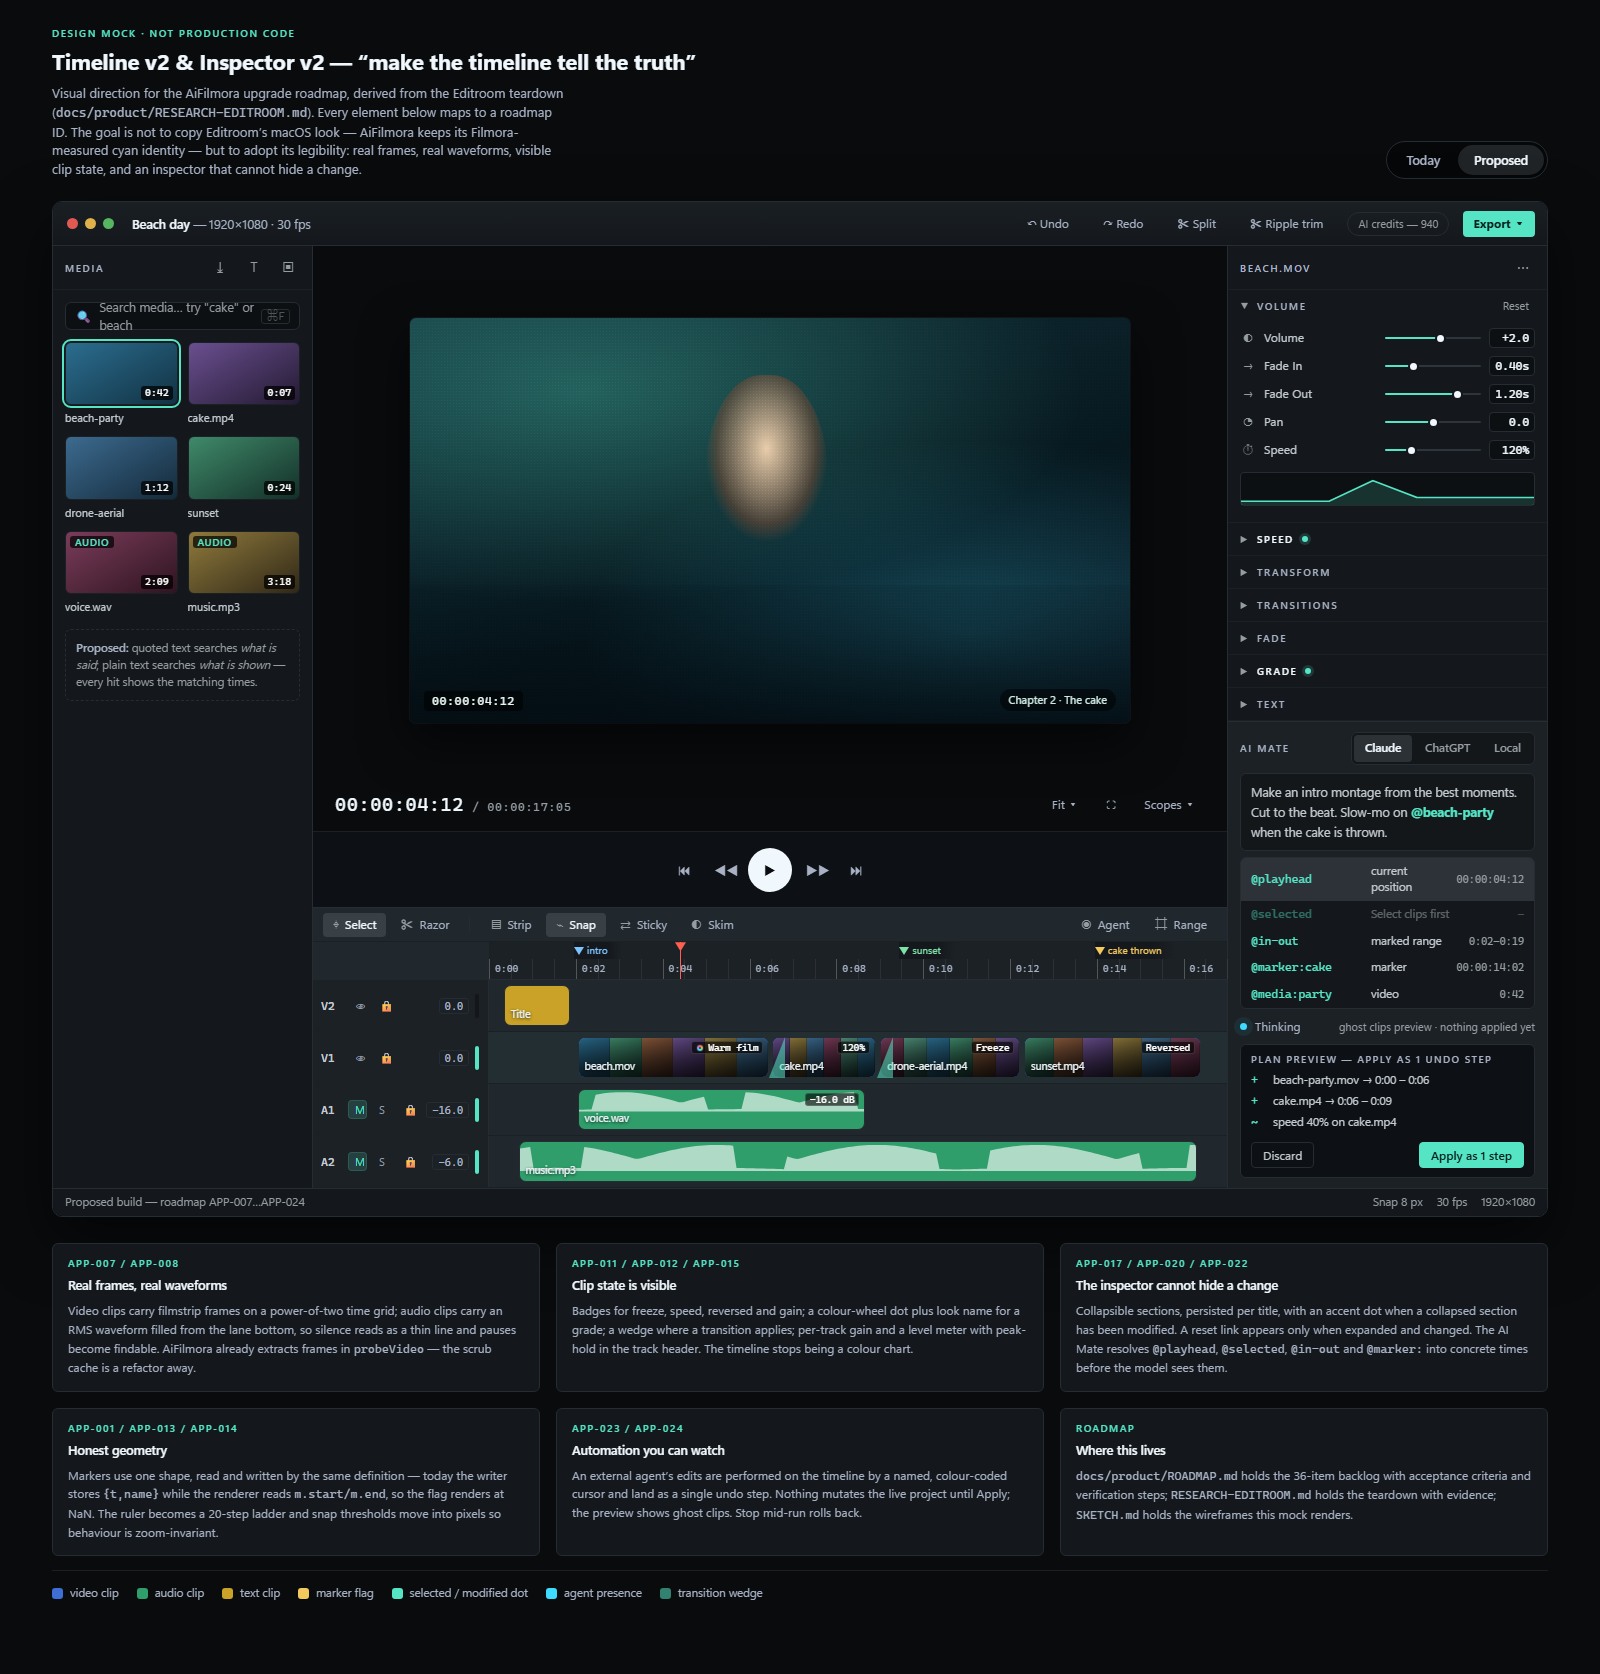 DESIGN MOCK · NOT PRODUCTION CODE
Timeline v2 & Inspector v2 — “make the timeline tell the truth”
Visual direction for the AiFilmora upgrade roadmap, derived from the Editroom teardown
(docs/product/RESEARCH-EDITROOM.md). Every element below maps to a roadmap
ID. The goal is not to copy Editroom's macOS look — AiFilmora keeps its Filmora-
measured cyan identity — but to adopt its legibility: real frames, real waveforms, visible
clip state, and an inspector that cannot hide a change.
Today Proposed
Beach day — 1920×1080 · 30 fps
Undo Redo Split Ripple trim AI credits — 940 Export
MEDIA T
Search media... try "cake" or
beach
⌘F
0:42 0:07
beach-party cake.mp4
1:12 0:24
drone-aerial sunset
AUDIO AUDIO
2:09 3:18
voice.wav music.mp3
Proposed: quoted text searches what is
said; plain text searches what is shown —
every hit shows the matching times.
00:00:04:12 Chapter 2 · The cake
00:00:04:12 / 00:00:17:05 Fit Scopes
BEACH.MOV ···
VOLUME Reset
Volume +2.0
Fade In 0.40s
Fade Out 1.20s
Pan 0.0
Speed 120%
SPEED
TRANSFORM
TRANSITIONS
FADE
GRADE
TEXT
AI MATE Claude ChatGPT Local
Make an intro montage from the best moments.
Cut to the beat. Slow-mo on @beach-party
when the cake is thrown.
@playhead current position 00:00:04:12
@selected Select clips first —
@in-out marked range 0:02–0:19
@marker:cake marker 00:00:14:02
@media:party video 0:42
Thinking ghost clips preview · nothing applied yet
PLAN PREVIEW — APPLY AS 1 UNDO STEP
+ beach-party.mov → 0:00 – 0:06
+ cake.mp4 → 0:06 – 0:09
~ speed 40% on cake.mp4
Discard Apply as 1 step
Select Razor Strip Snap Sticky Skim Agent Range
intro sunset cake thrown
0:00 0:02 0:04 0:06 0:08 0:10 0:12 0:14 0:16
V2 0.0 Title
V1 0.0 beach.mov Warm film cake.mp4 120% drone-aerial.mp4 Freeze sunset.mp4 Reversed
A1 M S −16.0 voice.wav −16.0 dB
A2 M S −6.0 music.mp3
Proposed build — roadmap APP-007…APP-024 Snap 8 px 30 fps 1920×1080
APP-007 / APP-008
Real frames, real waveforms
Video clips carry filmstrip frames on a power-of-two time grid; audio clips carry an
RMS waveform filled from the lane bottom, so silence reads as a thin line and pauses
become findable. AiFilmora already extracts frames in probeVideo — the scrub
cache is a refactor away.
APP-011 / APP-012 / APP-015
Clip state is visible
Badges for freeze, speed, reversed and gain; a colour-wheel dot plus look name for a
grade; a wedge where a transition applies; per-track gain and a level meter with peak-
hold in the track header. The timeline stops being a colour chart.
APP-017 / APP-020 / APP-022
The inspector cannot hide a change
Collapsible sections, persisted per title, with an accent dot when a collapsed section
has been modified. A reset link appears only when expanded and changed. The AI
Mate resolves @playhead, @selected, @in-out and @marker: into concrete times
before the model sees them.
APP-001 / APP-013 / APP-014
Honest geometry
Markers use one shape, read and written by the same definition — today the writer
stores {t,name} while the renderer reads m.start/m.end, so the flag renders at
NaN. The ruler becomes a 20-step ladder and snap thresholds move into pixels so
behaviour is zoom-invariant.
APP-023 / APP-024
Automation you can watch
An external agent's edits are performed on the timeline by a named, colour-coded
cursor and land as a single undo step. Nothing mutates the live project until Apply;
the preview shows ghost clips. Stop mid-run rolls back.
ROADMAP
Where this lives
docs/product/ROADMAP.md holds the 36-item backlog with acceptance criteria and
verification steps; RESEARCH-EDITROOM.md holds the teardown with evidence;
SKETCH.md holds the wireframes this mock renders.
video clip audio clip text clip marker flag selected / modified dot agent presence transition wedge